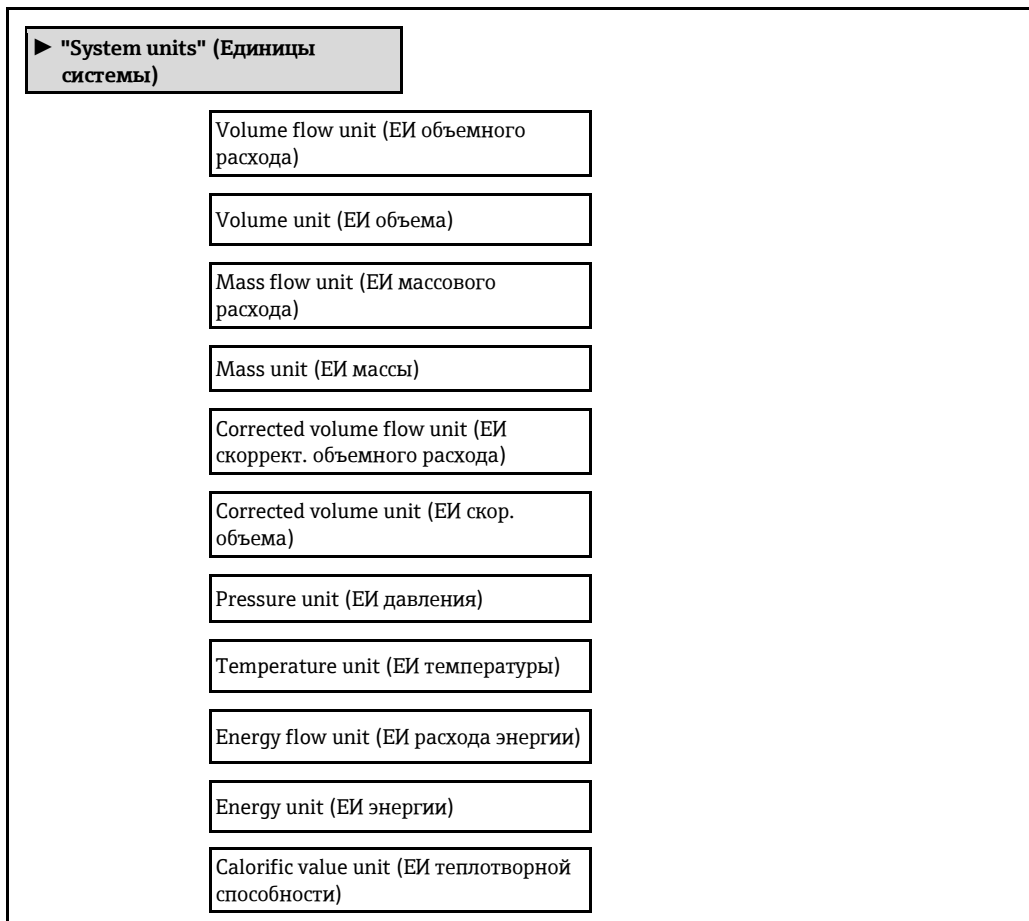 ► "System units" (Единицы
системы)
Volume flow unit (ЕИ объемного
расхода)
Volume unit (ЕИ объема)
Mass flow unit (ЕИ массового
расхода)
Mass unit (ЕИ массы)
Corrected volume flow unit (ЕИ
скоррект. объемного расхода)
Corrected volume unit (ЕИ скор.
объема)
Pressure unit (ЕИ давления)
Temperature unit (ЕИ температуры)
Energy flow unit (ЕИ расхода энергии)
Energy unit (ЕИ энергии)
Calorific value unit (ЕИ теплотворной
способности)